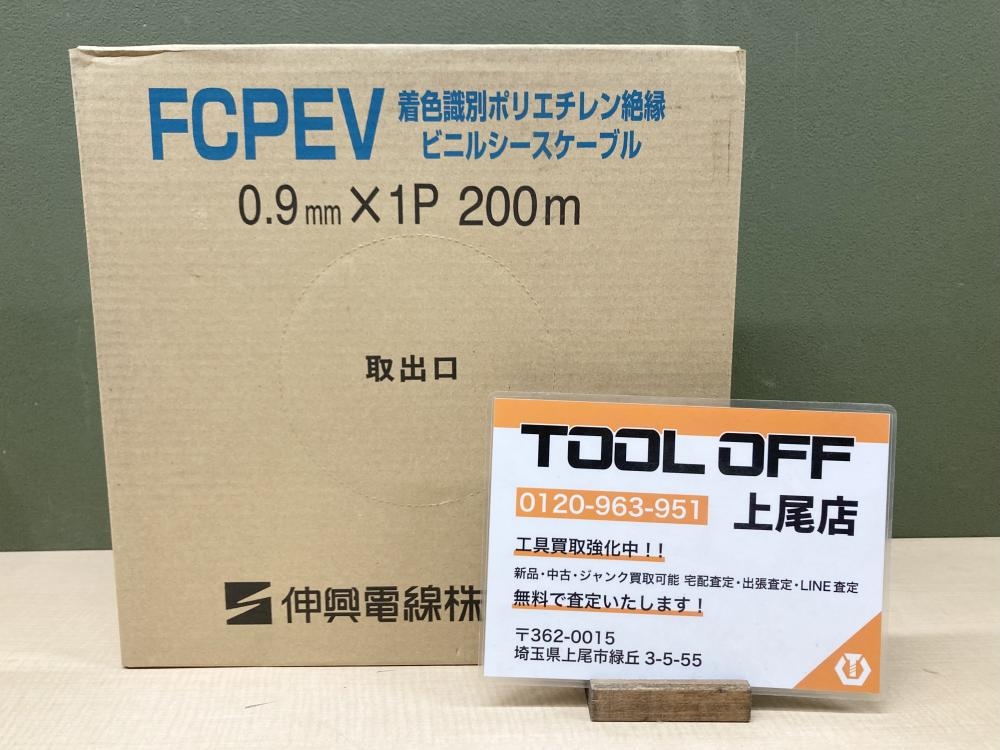 FCPEV
着色識別ポリエチレン絶縁
ビニルシースケーブル
0.9mm×1P 200m
取出口
伸興電線株
TOOL OFF
0120-963-951
上尾店
工具買取強化中!!
新品・中古・ジャンク買取可能 宅配査定・出張査定・LINE査定
無料で査定いたします!
〒362-0015
埼玉県上尾市緑丘 3-5-55